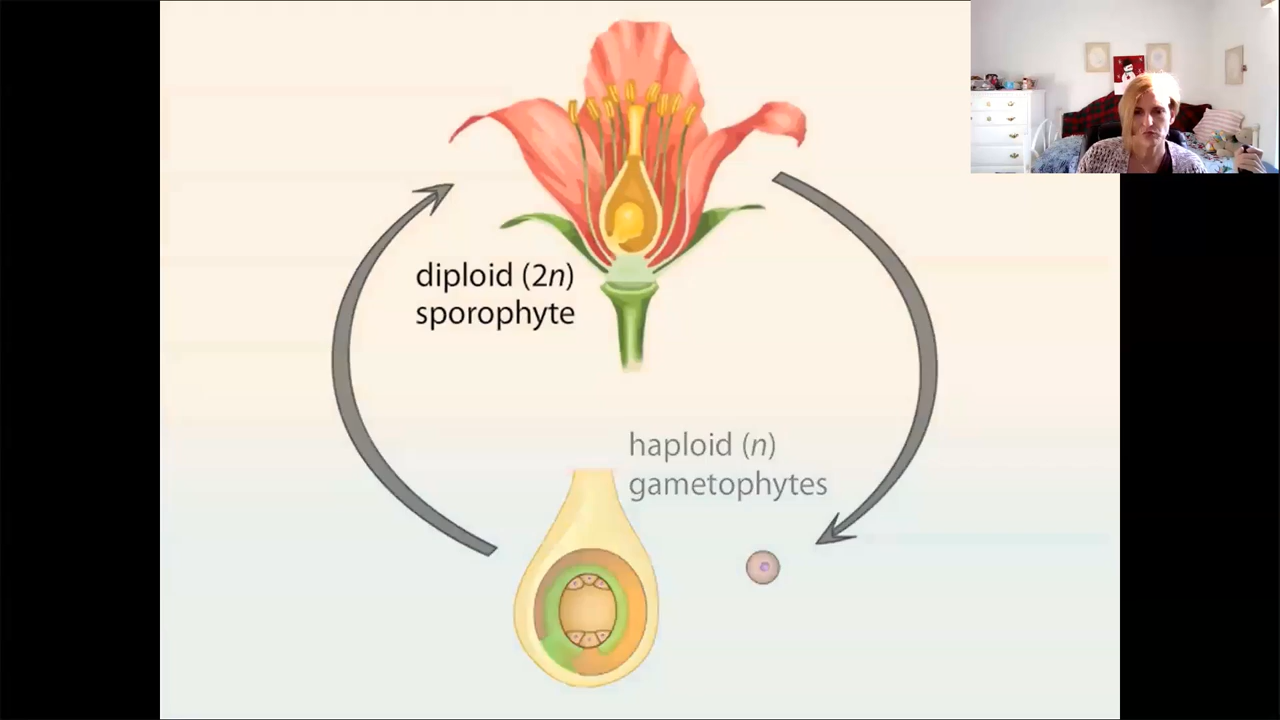 diploid (2n)
sporophyte
haploid (n)
gametophytes